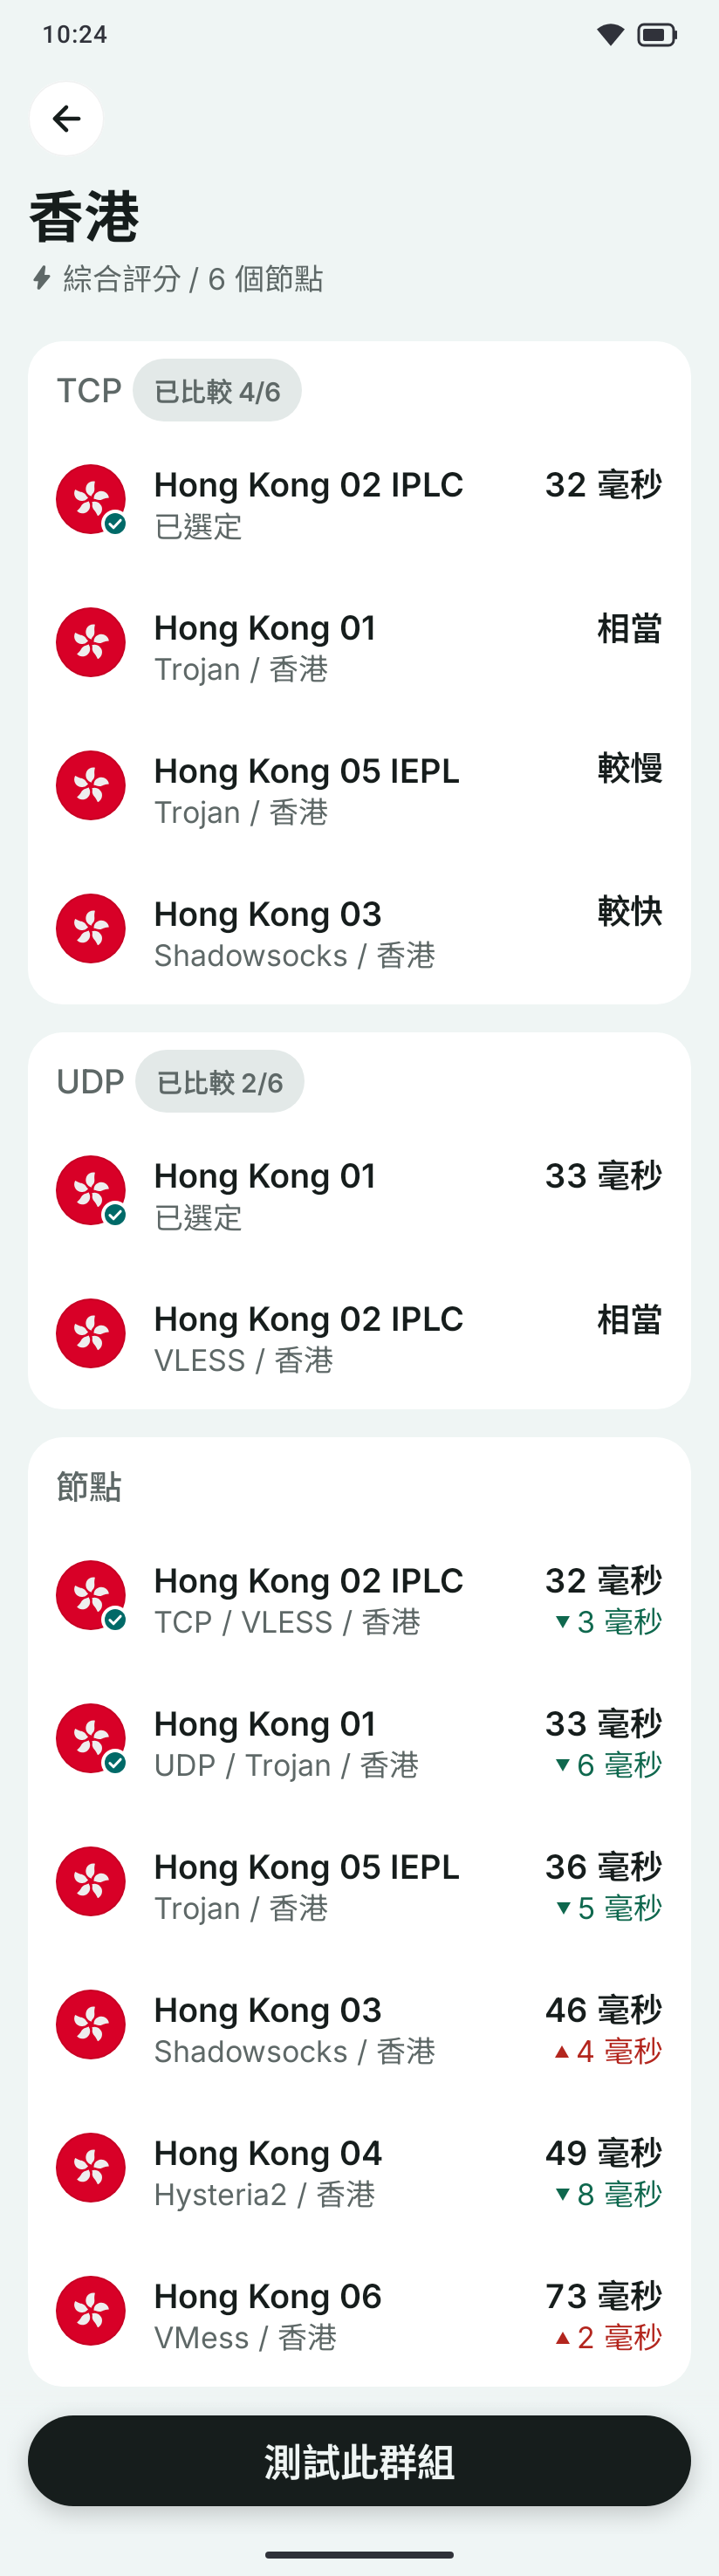 10:24
香港
綜合評分 / 6 個節點
TCP 已比較 4/6
Hong Kong 02 IPLC 32 毫秒
已選定
Hong Kong 01 相當
Trojan / 香港
Hong Kong 05 IEPL 較慢
Trojan / 香港
Hong Kong 03 較快
Shadowsocks / 香港
UDP 已比較 2/6
Hong Kong 01 33 毫秒
已選定
Hong Kong 02 IPLC 相當
VLESS / 香港
節點
Hong Kong 02 IPLC 32 毫秒
TCP / VLESS / 香港 ▼3 毫秒
Hong Kong 01 33 毫秒
UDP / Trojan / 香港 ▼6 毫秒
Hong Kong 05 IEPL 36 毫秒
Trojan / 香港 ▼5 毫秒
Hong Kong 03 46 毫秒
Shadowsocks / 香港 ▲4 毫秒
Hong Kong 04 49 毫秒
Hysteria2 / 香港 ▼8 毫秒
Hong Kong 06 73 毫秒
VMess / 香港 ▲2 毫秒
測試此群組